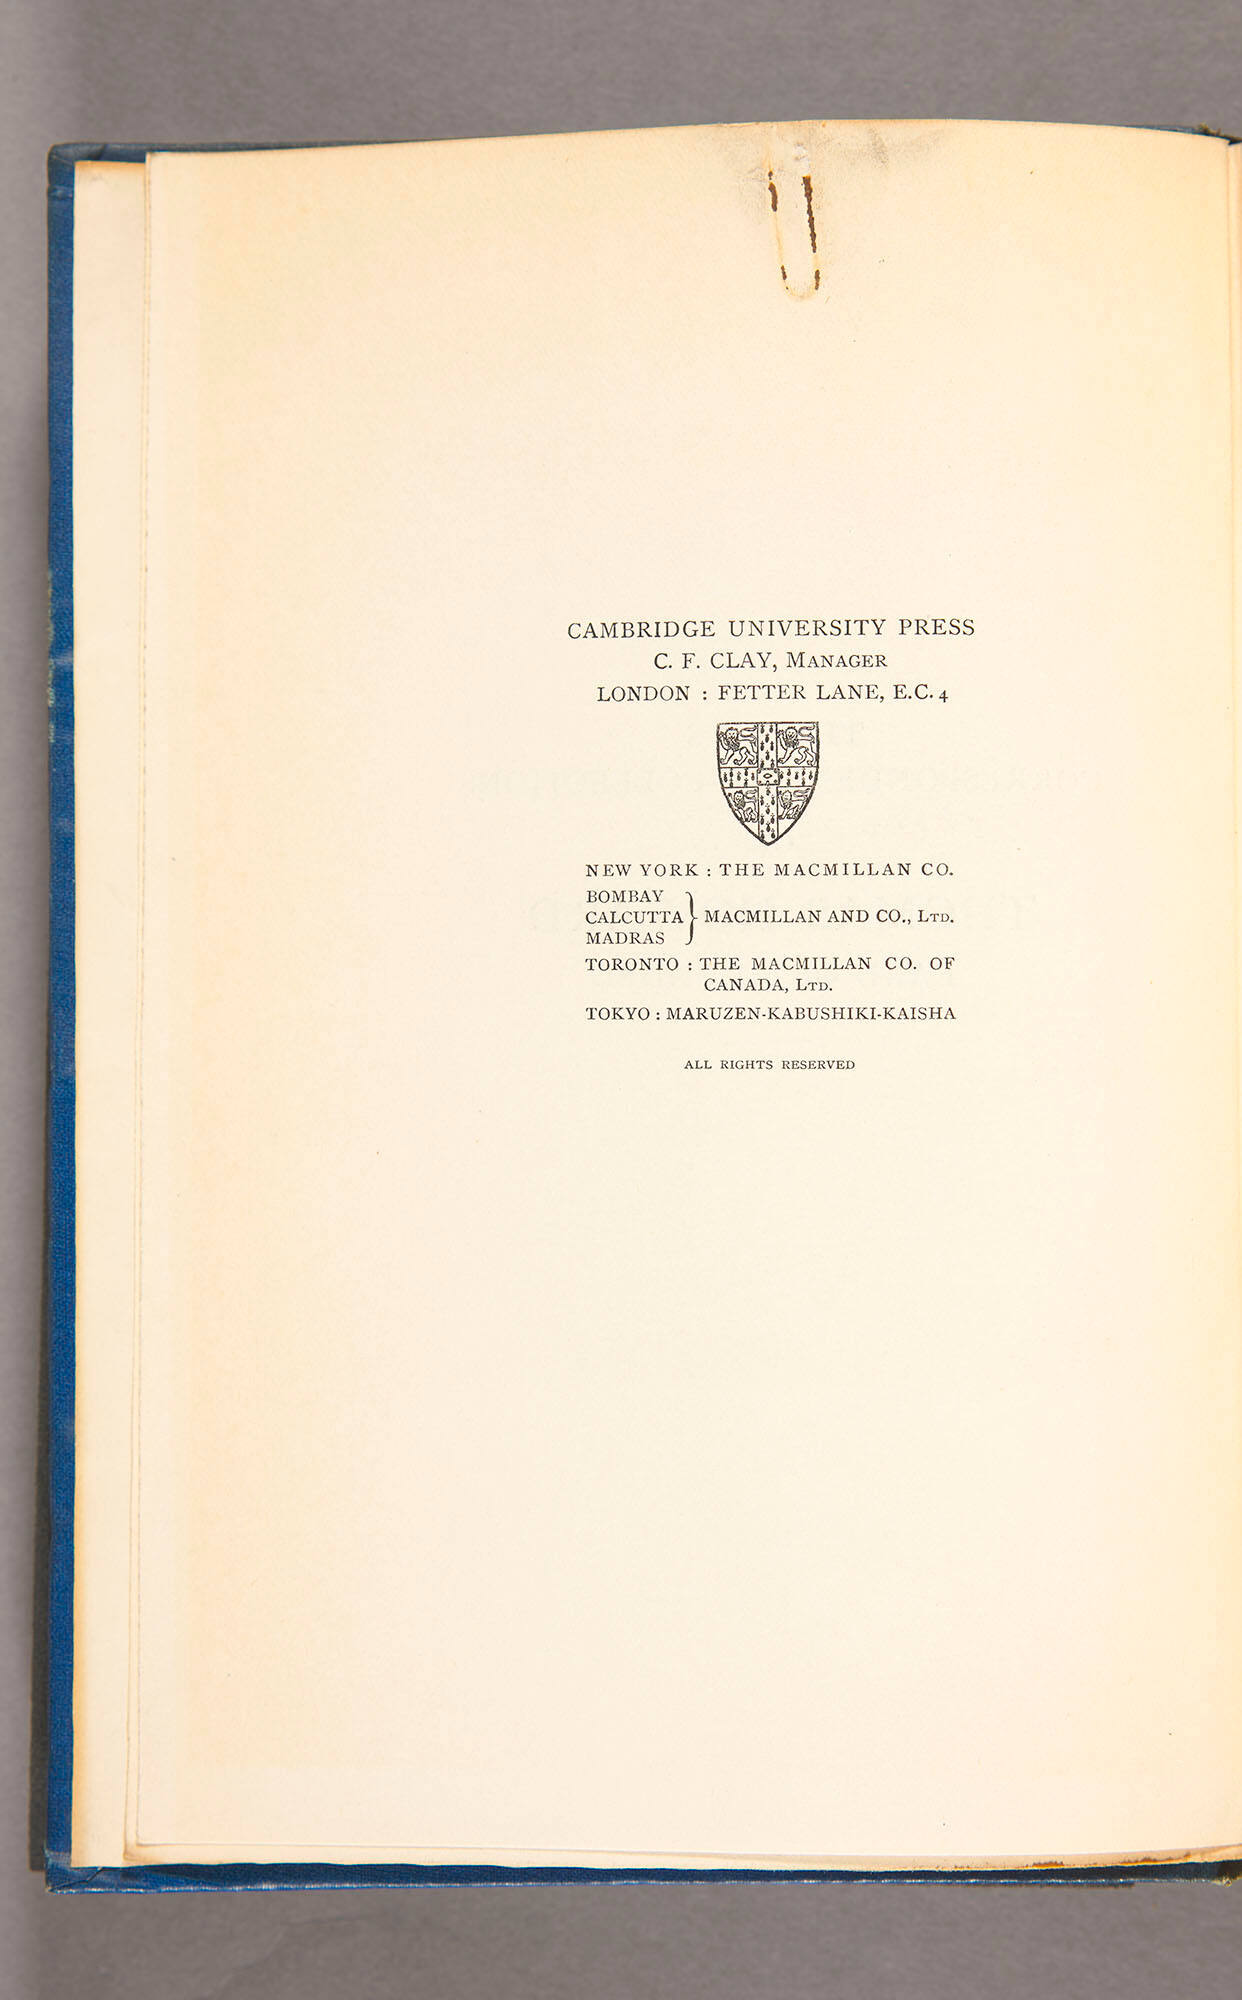 CAMBRIDGE UNIVERSITY PRESS
C. F. CLAY, MANAGER
LONDON : FETTER LANE, E.C. 4
NEW YORK : THE MACMILLAN CO.
BOMBAY
CALCUTTA } MACMILLAN AND CO., LTD.
MADRAS
TORONTO : THE MACMILLAN CO. OF
CANADA, LTD.
TOKYO : MARUZEN-KABUSHIKI-KAISHA
ALL RIGHTS RESERVED